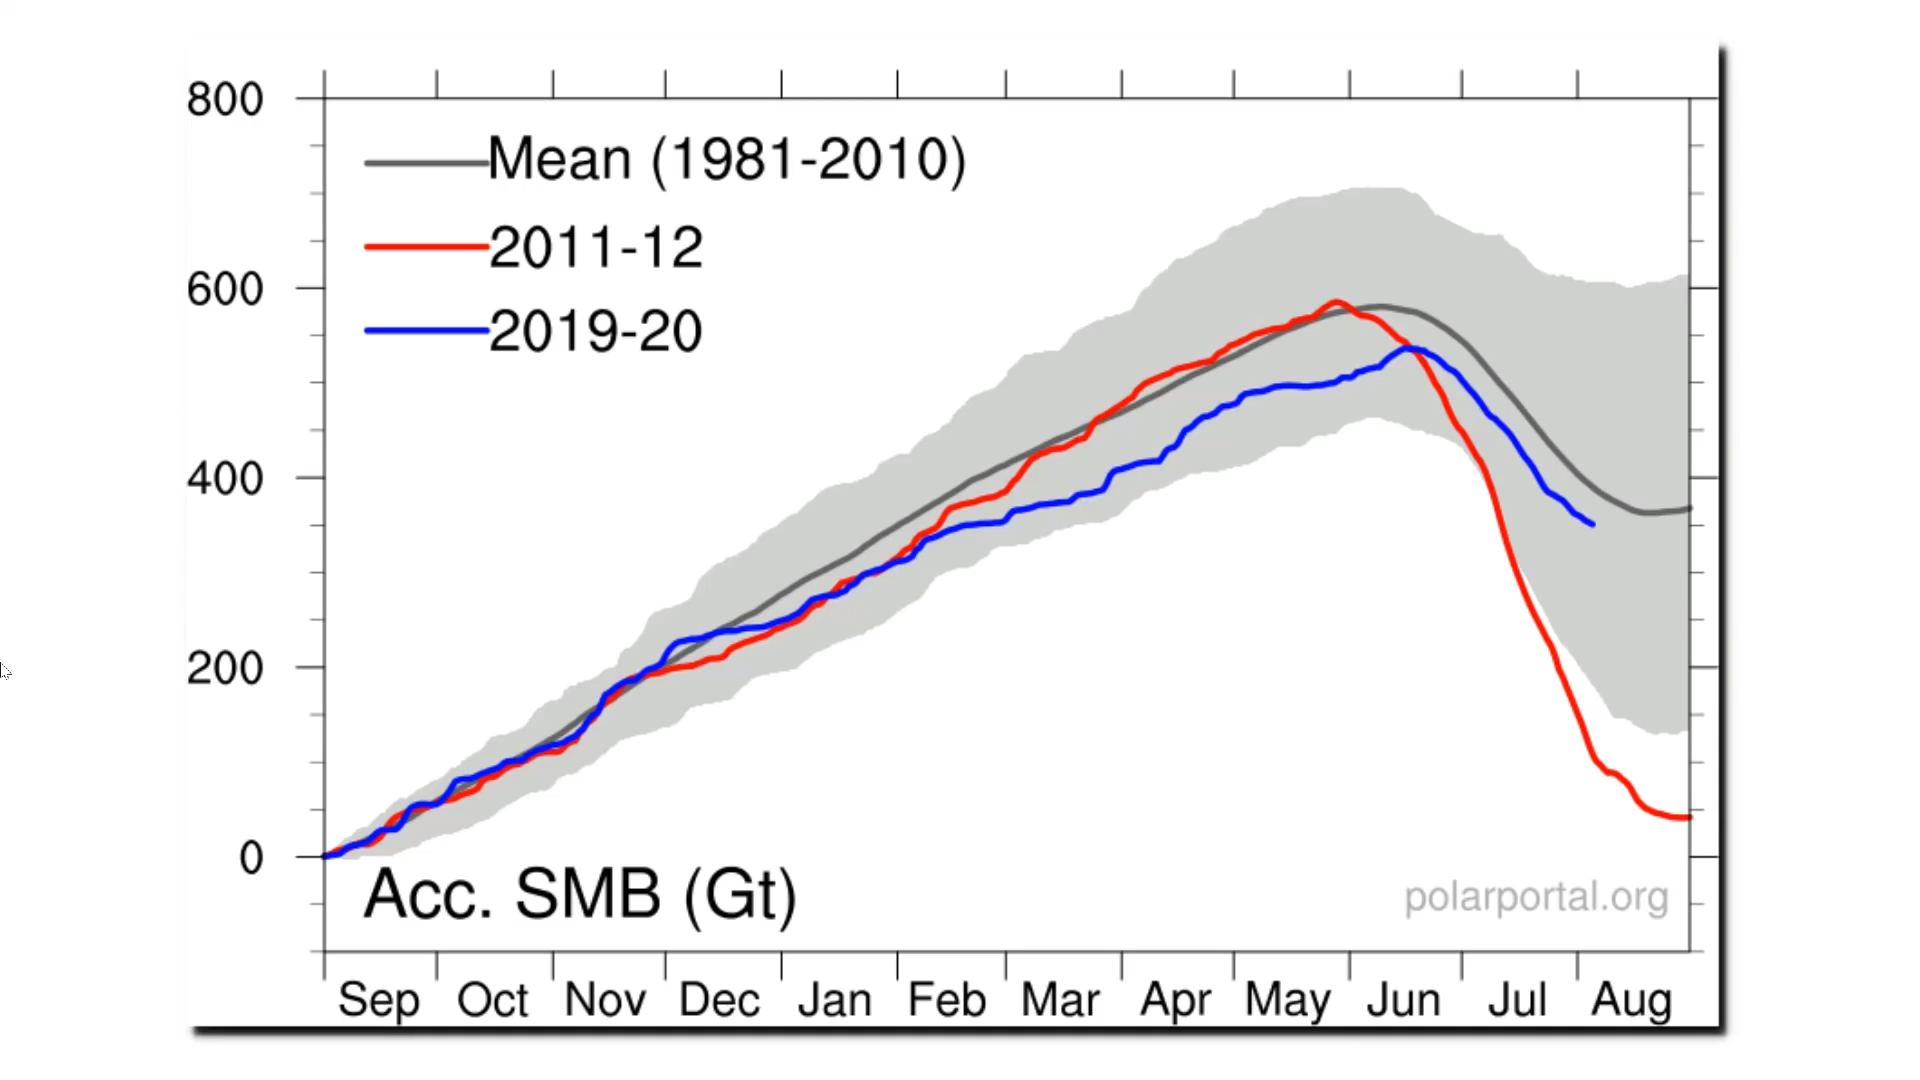 800
Mean (1981-2010)
2011-12
600
2019-20
400
200
0
Acc. SMB (Gt)
polarportal.org
Sep Oct Nov Dec Jan Feb Mar Apr May Jun Jul Aug